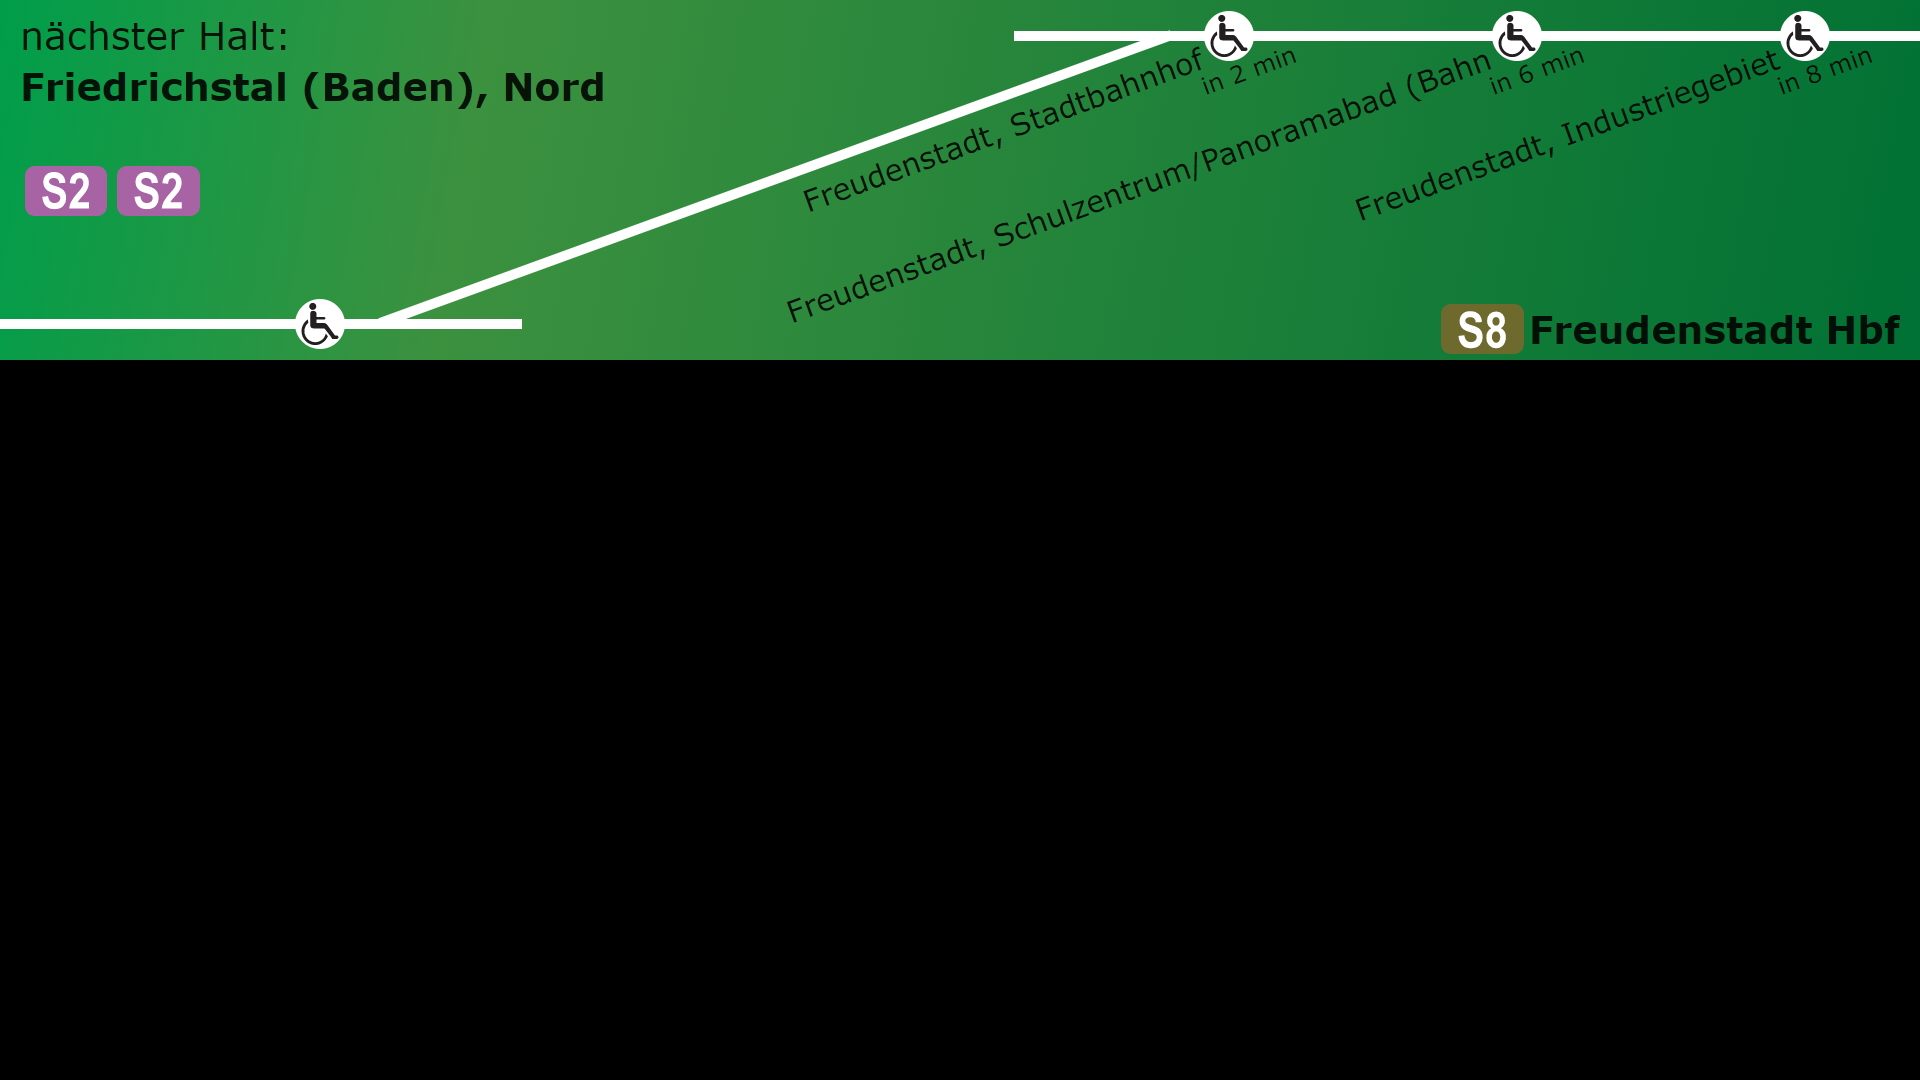 nächster Halt:
Friedrichstal (Baden), Nord
S2 S2
Freudenstadt, Stadtbahnhof
in 2 min
Freudenstadt, Schulzentrum/Panoramabad (Bahn
in 6 min
Freudenstadt, Industriegebiet
in 8 min
S8 Freudenstadt Hbf